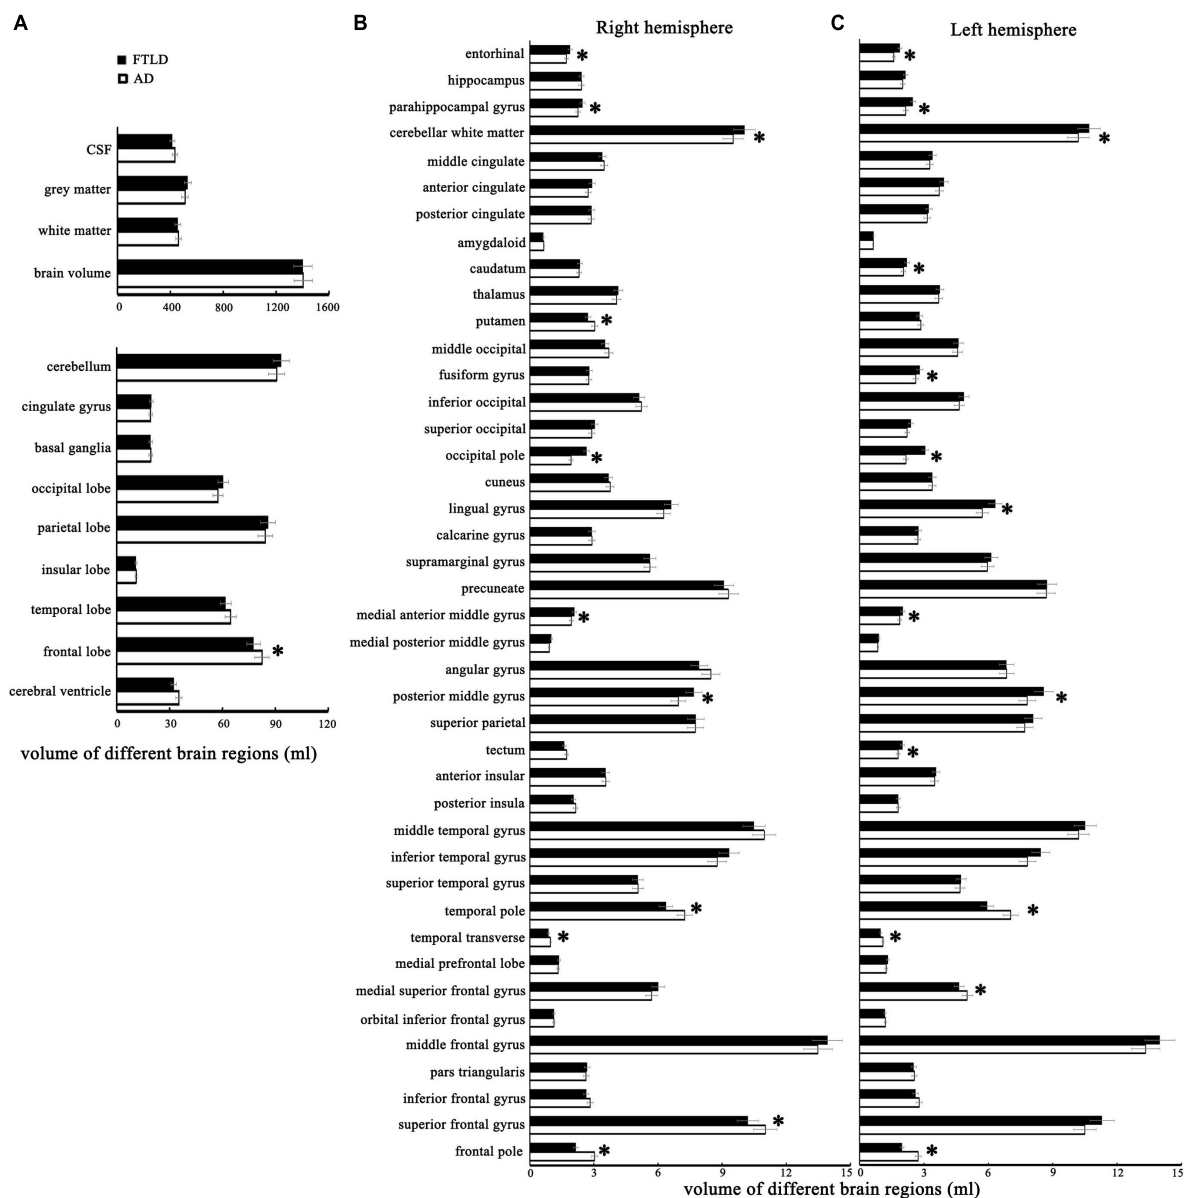 A
FTLD
AD
CSF
grey matter
white matter
brain volume
0 400 800 1200 1600
cerebellum
cingulate gyrus
basal ganglia
occipital lobe
parietal lobe
insular lobe
temporal lobe
frontal lobe *
cerebral ventricle
0 30 60 90 120
volume of different brain regions (ml)
B
Right hemisphere
entorhinal *
hippocampus
parahippocampal gyrus *
cerebellar white matter *
middle cingulate
anterior cingulate
posterior cingulate
amygdaloid
caudatum
thalamus
putamen *
middle occipital
fusiform gyrus
inferior occipital
superior occipital
occipital pole *
cuneus
lingual gyrus
calcarine gyrus
supramarginal gyrus
precuneate
medial anterior middle gyrus *
medial posterior middle gyrus
angular gyrus
posterior middle gyrus *
superior parietal
tectum
anterior insular
posterior insula
middle temporal gyrus
inferior temporal gyrus
superior temporal gyrus
temporal pole *
temporal transverse *
medial prefrontal lobe
medial superior frontal gyrus
orbital inferior frontal gyrus
middle frontal gyrus
pars triangularis
inferior frontal gyrus
superior frontal gyrus *
frontal pole *
0 3 6 9 12 15
C
Left hemisphere
*
*
*
*
*
*
*
*
*
*
*
*
*
*
0 3 6 9 12 15
volume of different brain regions (ml)